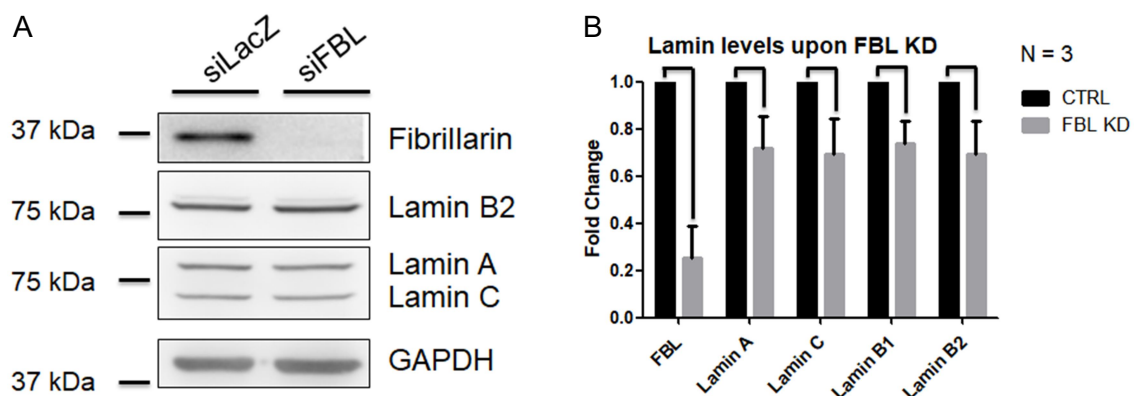 A
siLacZ
siFBL
37 kDa
Fibrillarin
75 kDa
Lamin B2
75 kDa
Lamin A
Lamin C
GAPDH
37 kDa
B
Lamin levels upon FBL KD
N = 3
CTRL
FBL KD
Fold Change
1.0
0.8
0.6
0.4
0.2
0.0
FBL
Lamin A
Lamin C
Lamin B1
Lamin B2